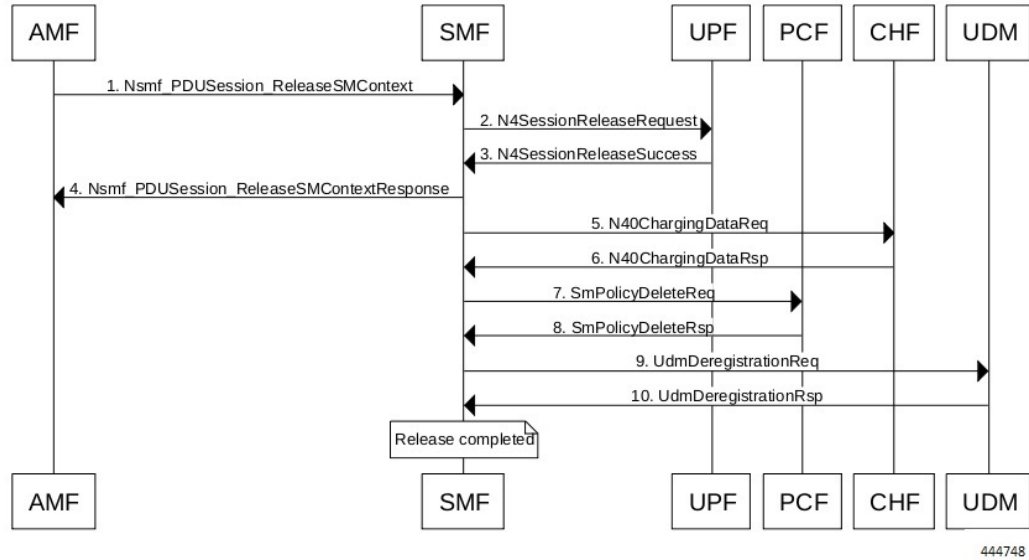 AMF SMF UPF PCF CHF UDM
1. Nsmf_PDUSession_ReleaseSMContext
2. N4SessionReleaseRequest
3. N4SessionReleaseSuccess
4. Nsmf_PDUSession_ReleaseSMContextResponse
5. N40ChargingDataReq
6. N40ChargingDataRsp
7. SmPolicyDeleteReq
8. SmPolicyDeleteRsp
9. UdmDeregistrationReq
10. UdmDeregistrationRsp
Release completed
AMF SMF UPF PCF CHF UDM
444748